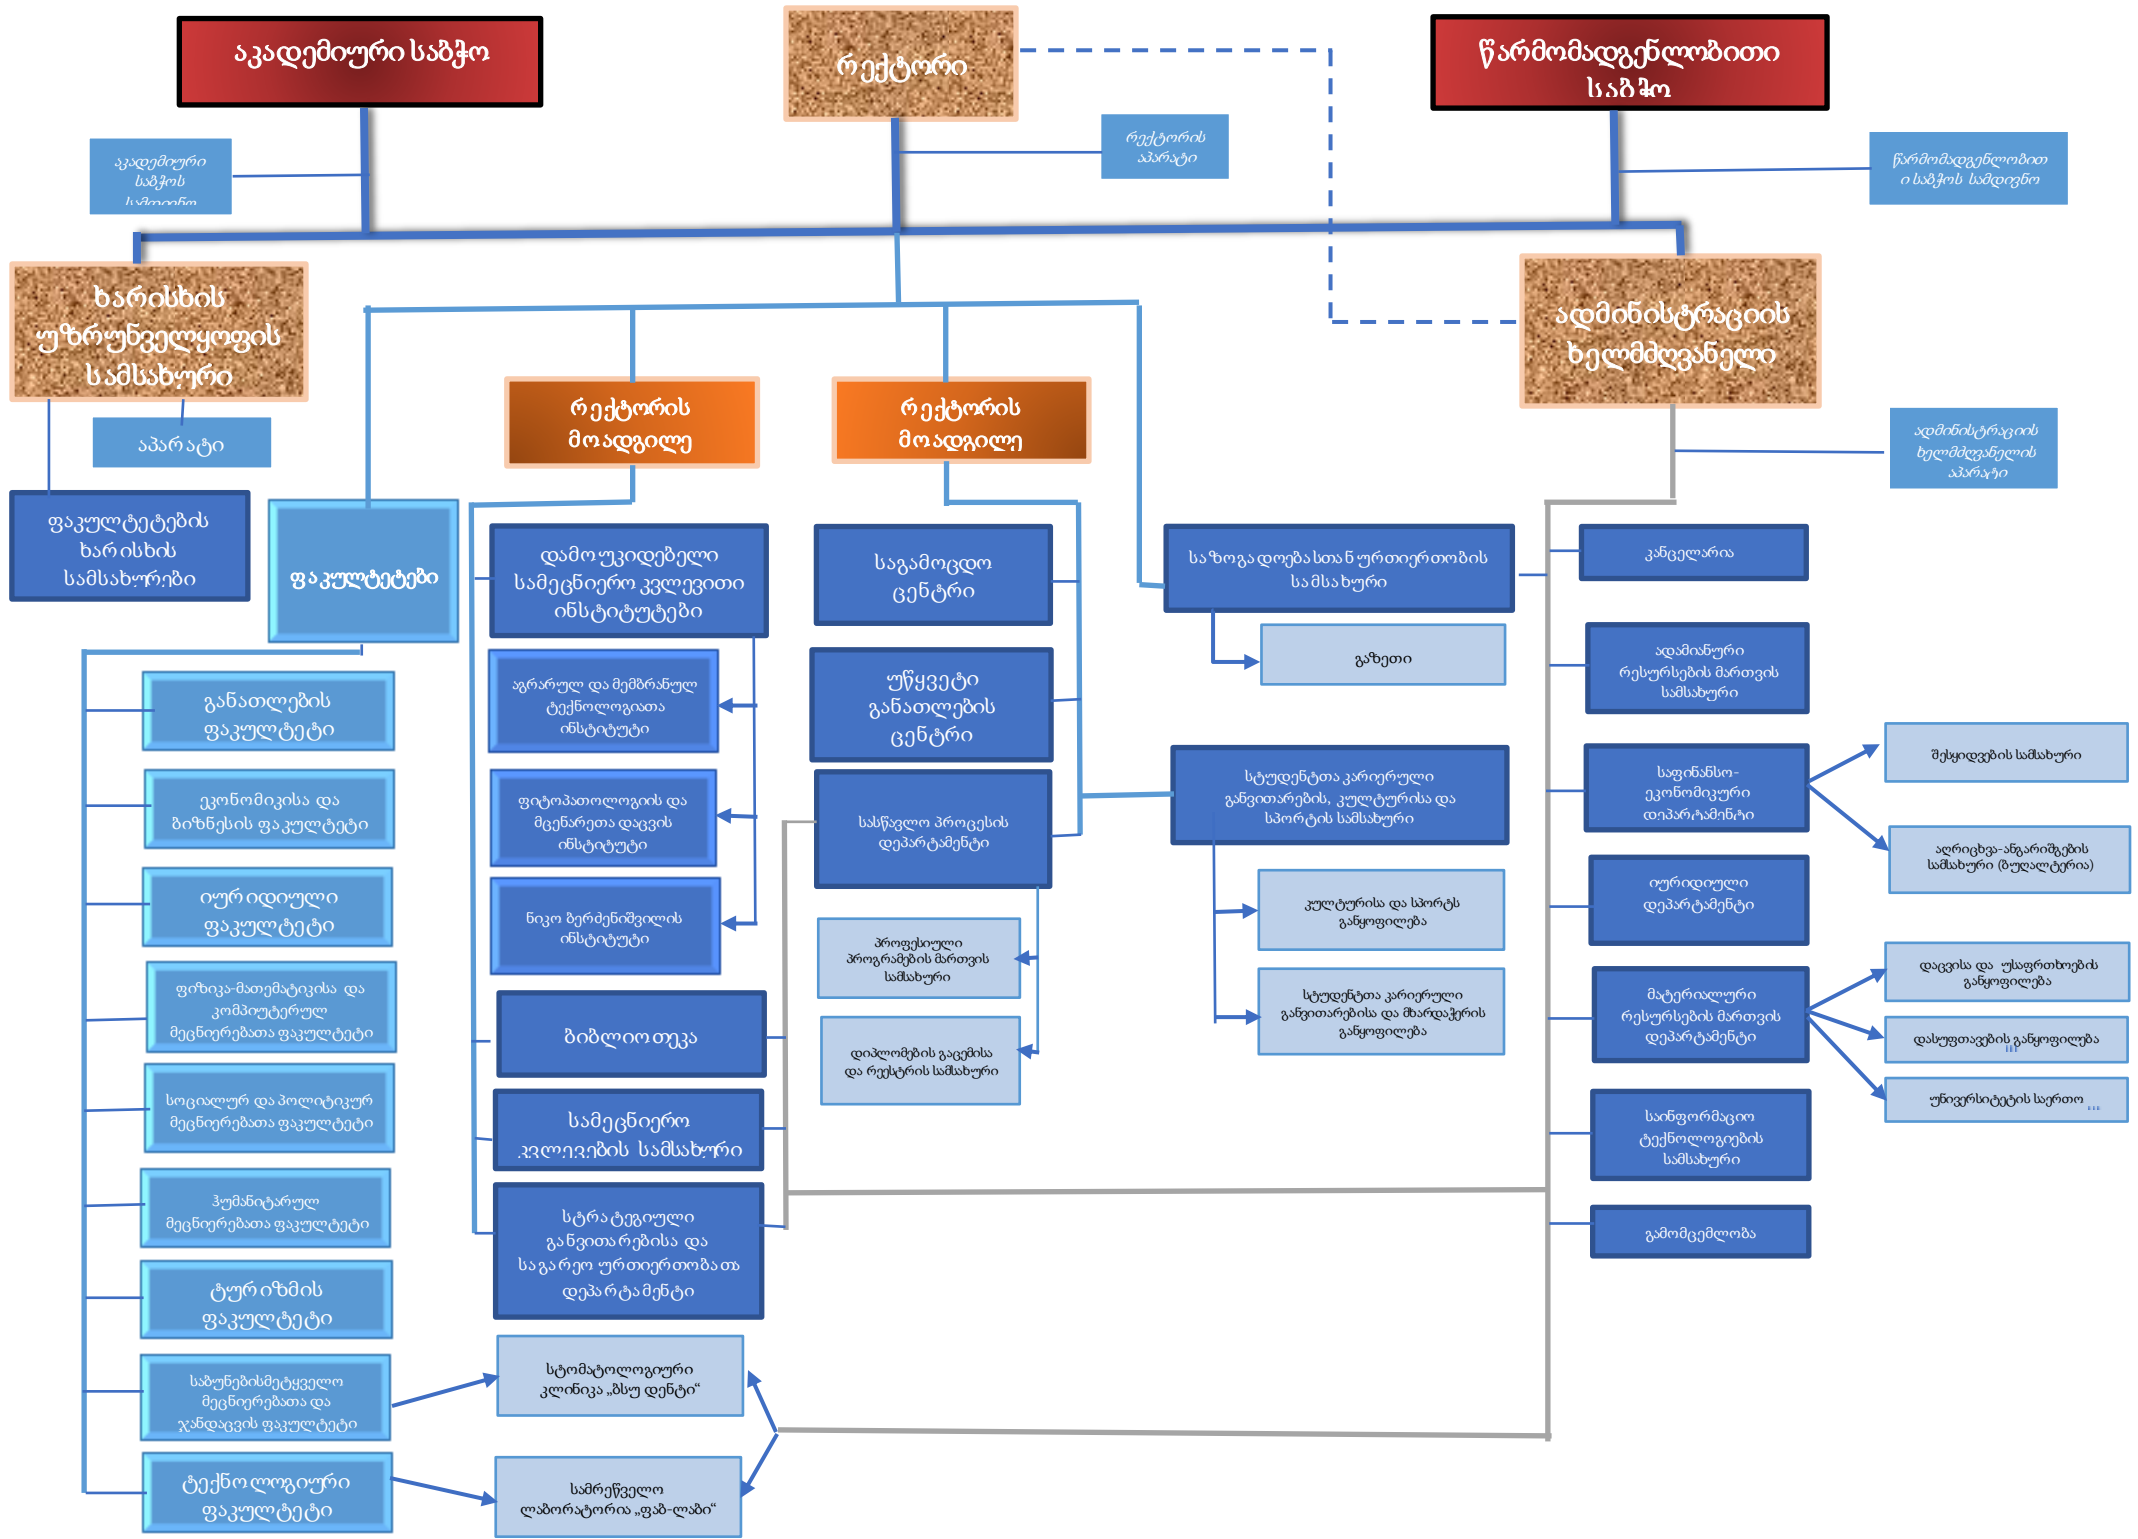 აკადემიური საბჭო
რექტორი
წარმომადგენლობითი
საბჭო
აკადემიური
საბჭოს
სამდივნო
რექტორის
აპარატი
წარმომადგენლობით
ი საბჭოს სამდივნო
ხარისხის
უზრუნველყოფის
სამსახური
აპარატი
ფაკულტეტების
ხარისხის
სამსახურები
ფაკულტეტები
რექტორის
მოადგილე
რექტორის
მოადგილე
ადმინისტრაციის
ხელმძღვანელი
ადმინისტრაციის
ხელმძღვანელის
აპარატი
განათლების
ფაკულტეტი
ეკონომიკისა და
ბიზნესის ფაკულტეტი
იურიდიული
ფაკულტეტი
ფიზიკა-მათემატიკისა და
კომპიუტერულ
მეცნიერებათა ფაკულტეტი
სოციალურ და პოლიტიკურ
მეცნიერებათა ფაკულტეტი
ჰუმანიტარულ
მეცნიერებათა ფაკულტეტი
ტურიზმის
ფაკულტეტი
საბუნებისმეტყველო
მეცნიერებათა და
ჯანდაცვის ფაკულტეტი
ტექნოლოგიური
ფაკულტეტი
დამოუკიდებელი
სამეცნიერო კვლევითი
ინსტიტუტები
აგრარულ და მემბრანულ
ტექნოლოგიათა
ინსტიტუტი
ფიტოპათოლოგიის და
მცენარეთა დაცვის
ინსტიტუტი
ნიკო ბერძენიშვილის
ინსტიტუტი
ბიბლიოთეკა
სამეცნიერო
კვლევების სამსახური
სტრატეგიული
განვითარებისა და
საგარეო ურთიერთობათა
დეპარტამენტი
სტომატოლოგიური
კლინიკა „ბსუ დენტი“
სამრეწველო
ლაბორატორია „ფაბ-ლაბი“
საგამოცდო
ცენტრი
უწყვეტი
განათლების
ცენტრი
სასწავლო პროცესის
დეპარტამენტი
პროფესიული
პროგრამების მართვის
სამსახური
დიპლომების გაცემისა
და რეესტრის სამსახური
საზოგადოებასთან ურთიერთობის
სამსახური
გაზეთი
სტუდენტთა კარიერული
განვითარების, კულტურისა და
სპორტის სამსახური
კულტურისა და სპორტს
განყოფილება
სტუდენტთა კარიერული
განვითარებისა და მხარდაჭერის
განყოფილება
კანცელარია
ადამიანური
რესურსების მართვის
სამსახური
საფინანსო-
ეკონომიკური
დეპარტამენტი
იურიდიული
დეპარტამენტი
მატერიალური
რესურსების მართვის
დეპარტამენტი
საინფორმაციო
ტექნოლოგიების
სამსახური
გამომცემლობა
შესყიდვების სამსახური
აღრიცხვა-ანგარიშგების
სამსახური (ბუღალტერია)
დაცვისა და უსაფრთხოების
განყოფილება
დასუფთავების განყოფილება
უნივერსიტეტის საერთო